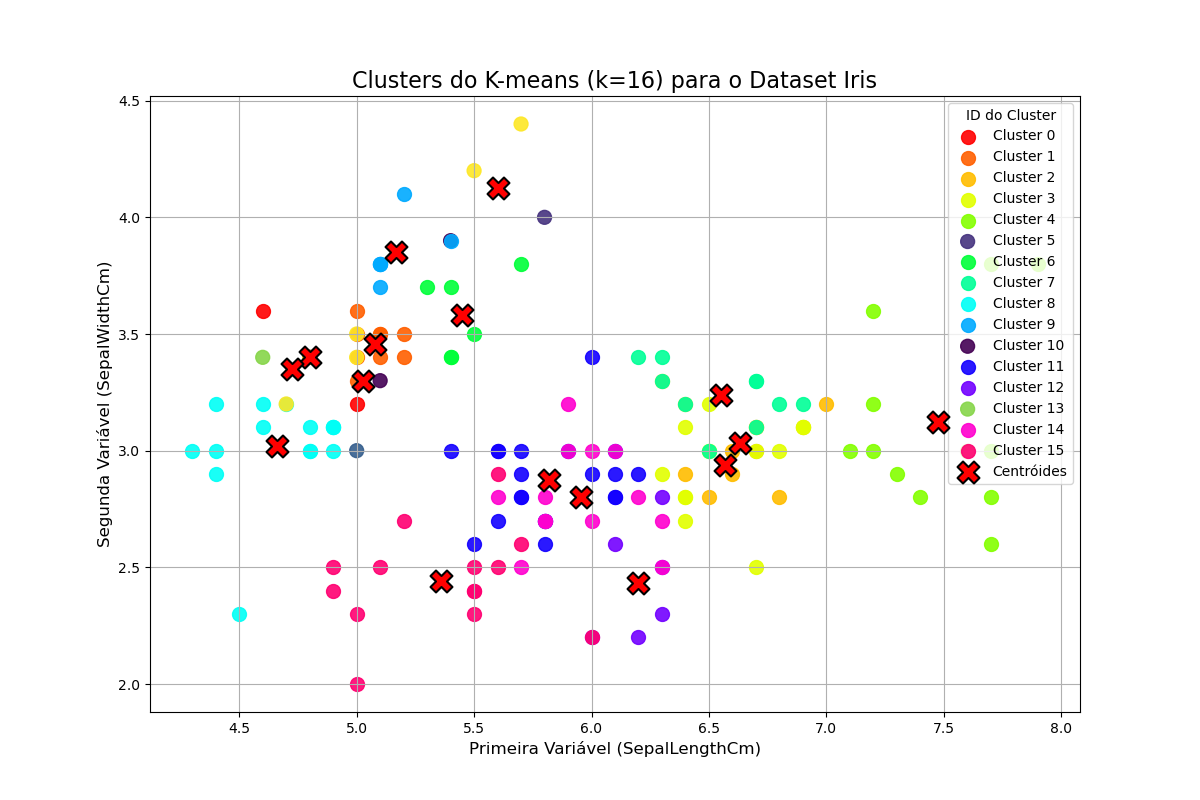 Clusters do K-means (k=16) para o Dataset Iris
4.5
4.0
3.5
3.0
2.5
2.0
Segunda Variável (SepalWidthCm)
4.5 5.0 5.5 6.0 6.5 7.0 7.5 8.0
Primeira Variável (SepalLengthCm)
ID do Cluster
Cluster 0
Cluster 1
Cluster 2
Cluster 3
Cluster 4
Cluster 5
Cluster 6
Cluster 7
Cluster 8
Cluster 9
Cluster 10
Cluster 11
Cluster 12
Cluster 13
Cluster 14
Cluster 15
Centróides